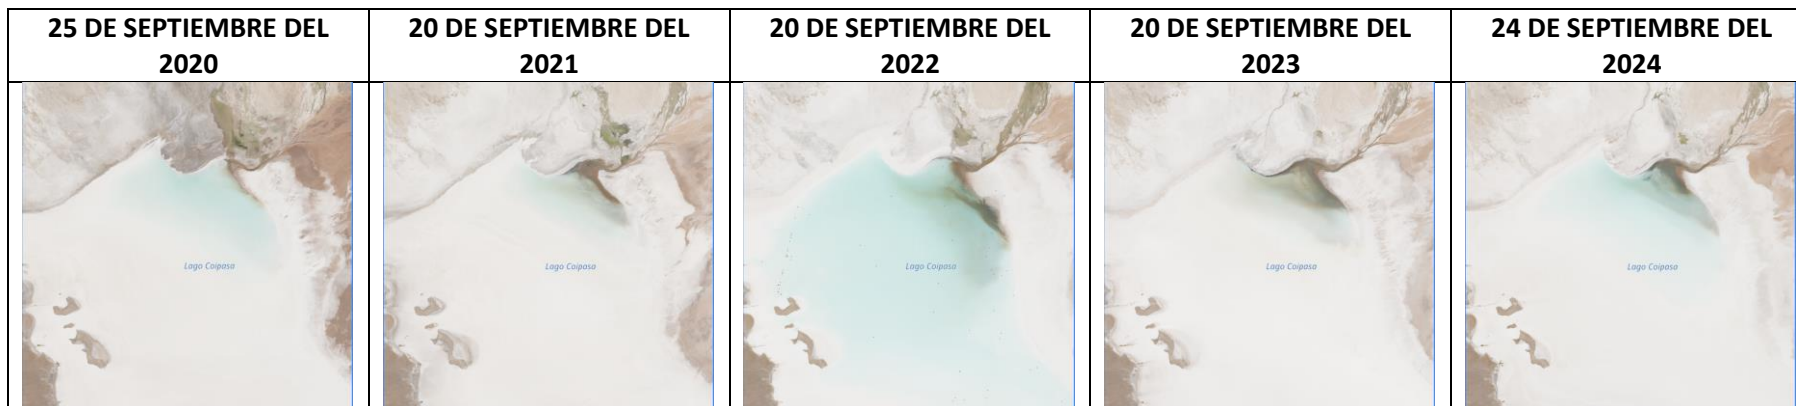 25 DE SEPTIEMBRE DEL
2020
20 DE SEPTIEMBRE DEL
2021
20 DE SEPTIEMBRE DEL
2022
20 DE SEPTIEMBRE DEL
2023
24 DE SEPTIEMBRE DEL
2024
Lago Coipasa
Lago Coipasa
Lago Coipasa
Lago Coipasa
Lago Coipasa